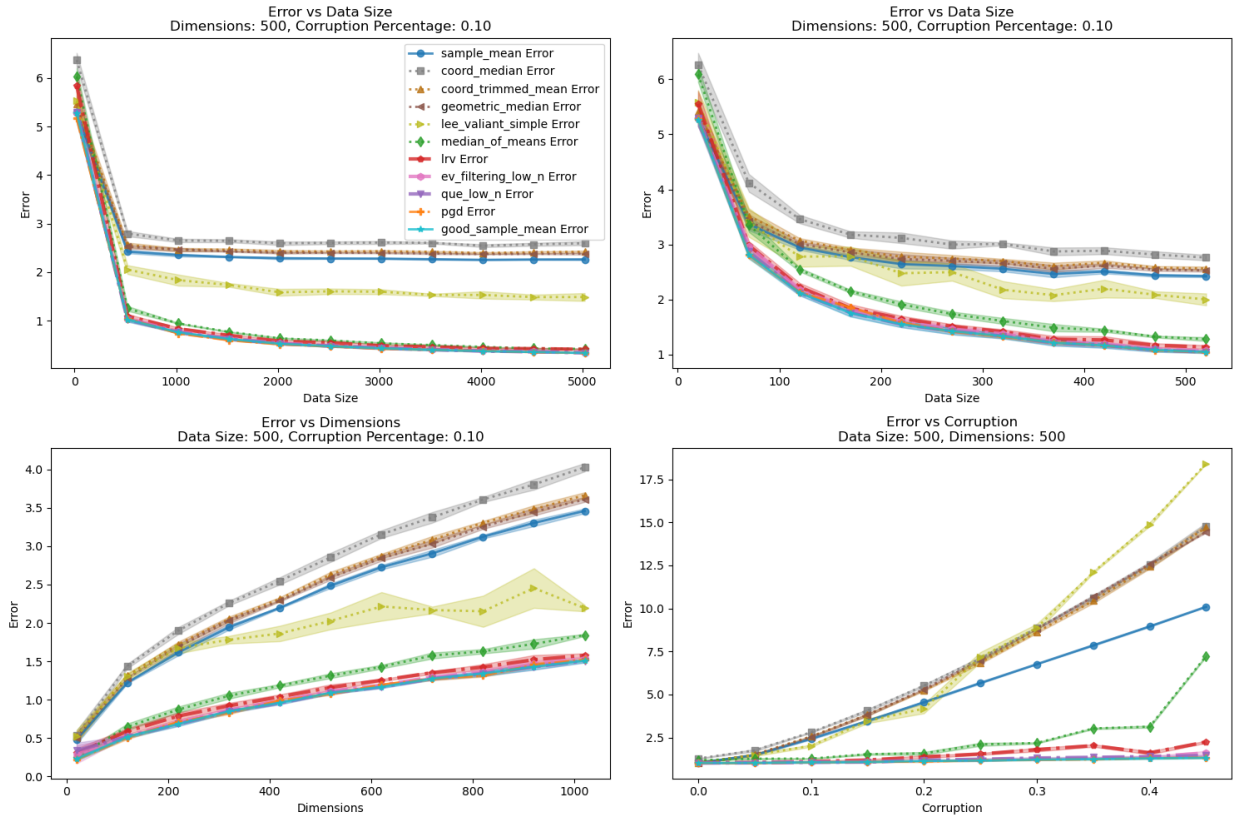 Error vs Data Size
Dimensions: 500, Corruption Percentage: 0.10
Error
6
5
4
3
2
1
0
1000
2000
3000
4000
5000
Data Size
sample_mean Error
coord_median Error
coord_trimmed_mean Error
geometric_median Error
lee_valiant_simple Error
median_of_means Error
lrv Error
ev_filtering_low_n Error
que_low_n Error
pgd Error
good_sample_mean Error
Error vs Data Size
Dimensions: 500, Corruption Percentage: 0.10
Error
6
5
4
3
2
1
0
100
200
300
400
500
Data Size
Error vs Dimensions
Data Size: 500, Corruption Percentage: 0.10
Error
4.0
3.5
3.0
2.5
2.0
1.5
1.0
0.5
0.0
0
200
400
600
800
1000
Dimensions
Error vs Corruption
Data Size: 500, Dimensions: 500
Error
17.5
15.0
12.5
10.0
7.5
5.0
2.5
0.0
0.1
0.2
0.3
0.4
Corruption